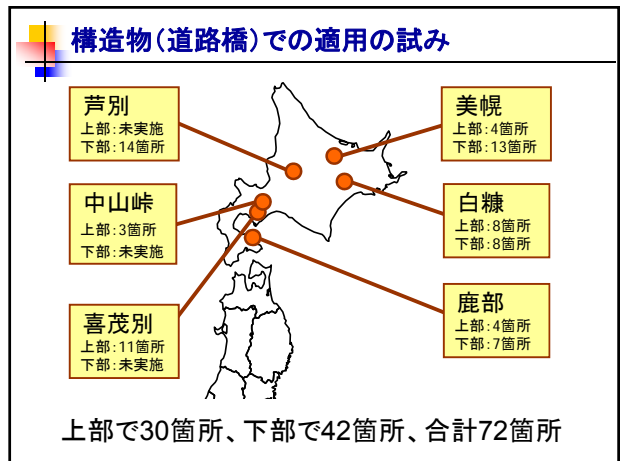 構造物（道路橋）での適用の試み
芦別
上部：未実施
下部：14箇所
中山峠
上部：3箇所
下部：未実施
喜茂別
上部：11箇所
下部：未実施
美幌
上部：4箇所
下部：13箇所
白糠
上部：8箇所
下部：8箇所
鹿部
上部：4箇所
下部：7箇所
上部で30箇所、下部で42箇所、合計72箇所